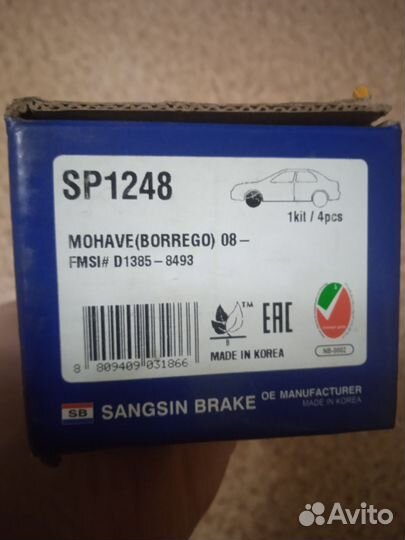 SP1248
1kit / 4pcs
MOHAVE(BORREGO) 08-
FMSI# D1385-8493
TM
B
EAC
NB-0002
MADE IN KOREA
8 809409 031866
SB SANGSIN BRAKE OE MANUFACTURER
MADE IN KOREA
Avito